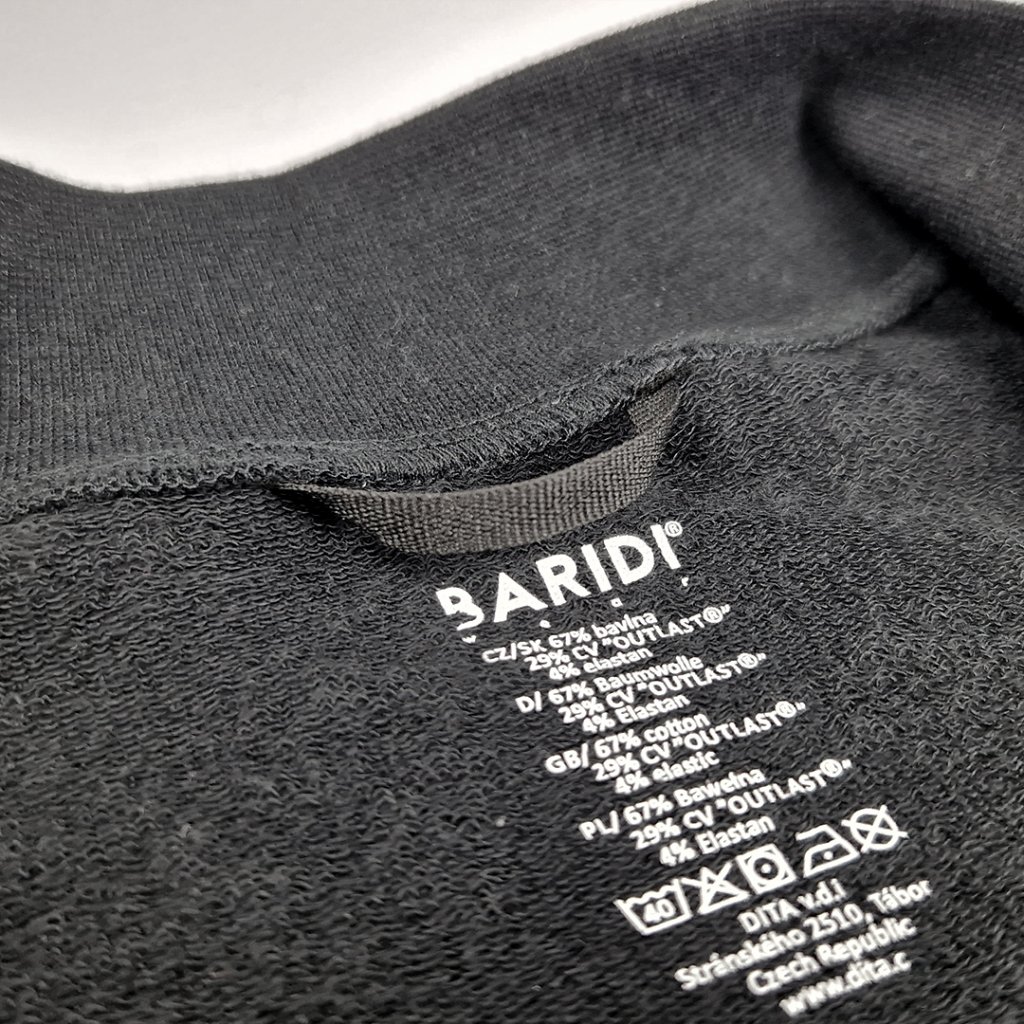 BARIDI®
CZ/SK 67% bavlna
29% CV "OUTLAST®"
4% elastan
D/ 67% Baumwolle
29% CV "OUTLAST®"
4% Elastan
GB/ 67% cotton
29% CV "OUTLAST®"
4% elastic
PL/ 67% Bawełna
29% CV "OUTLAST®"
4% Elastan
40
DITA v.d.i
Stránského 2510, Tábor
Czech Republic
www.dita.c